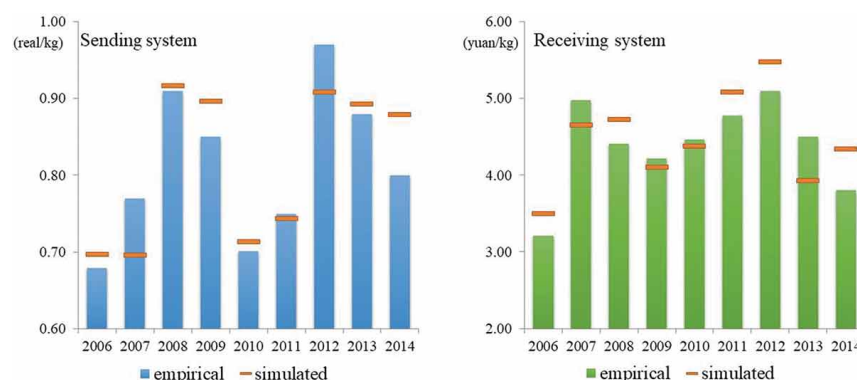 1.00
(real/kg)
Sending system
0.90
0.80
0.70
0.60
2006 2007 2008 2009 2010 2011 2012 2013 2014
empirical simulated
6.00
(yuan/kg)
Receiving system
5.00
4.00
3.00
2.00
2006 2007 2008 2009 2010 2011 2012 2013 2014
empirical simulated